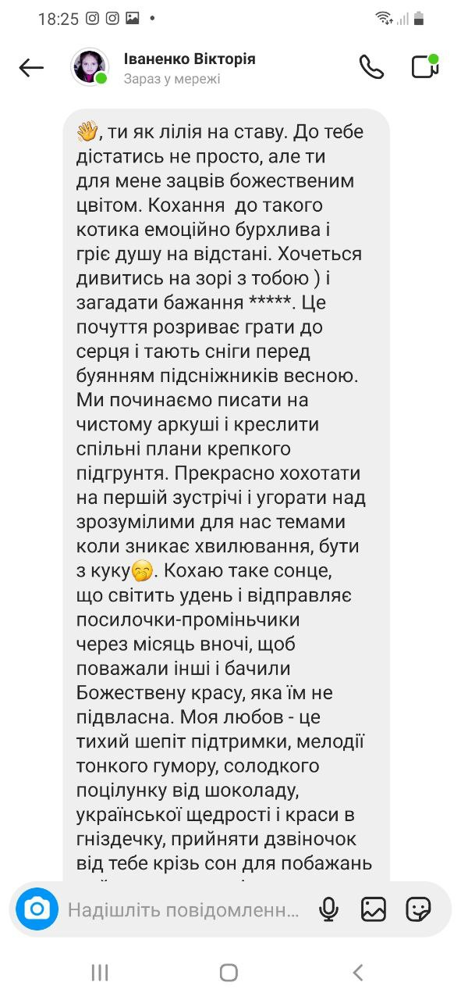 18:25
Іваненко Вікторія
Зараз у мережі
👋, ти як лілія на ставу. До тебе
дістатись не просто, але ти
для мене зацвів божественим
цвітом. Кохання  до такого
котика емоційно бурхлива і
гріє душу на відстані. Хочеться
дивитись на зорі з тобою ) і
загадати бажання *****. Це
почуття розриває грати до
серця і тають сніги перед
буянням підсніжників весною.
Ми починаємо писати на
чистому аркуші і креслити
спільні плани крепкого
підгрунтя. Прекрасно хохотати
на першій зустрічі і угорати над
зрозумілими для нас темами
коли зникає хвилювання, бути
з куку🤭. Кохаю таке сонце,
що світить удень і відправляє
посилочки-проміньчики
через місяць вночі, щоб
поважали інші і бачили
Божествену красу, яка їм не
підвласна. Моя любов - це
тихий шепіт підтримки, мелодії
тонкого гумору, солодкого
поцілунку від шоколаду,
української щедрості і краси в
гніздечку, прийняти дзвіночок
від тебе крізь сон для побажань
Надішліть повідомленн...